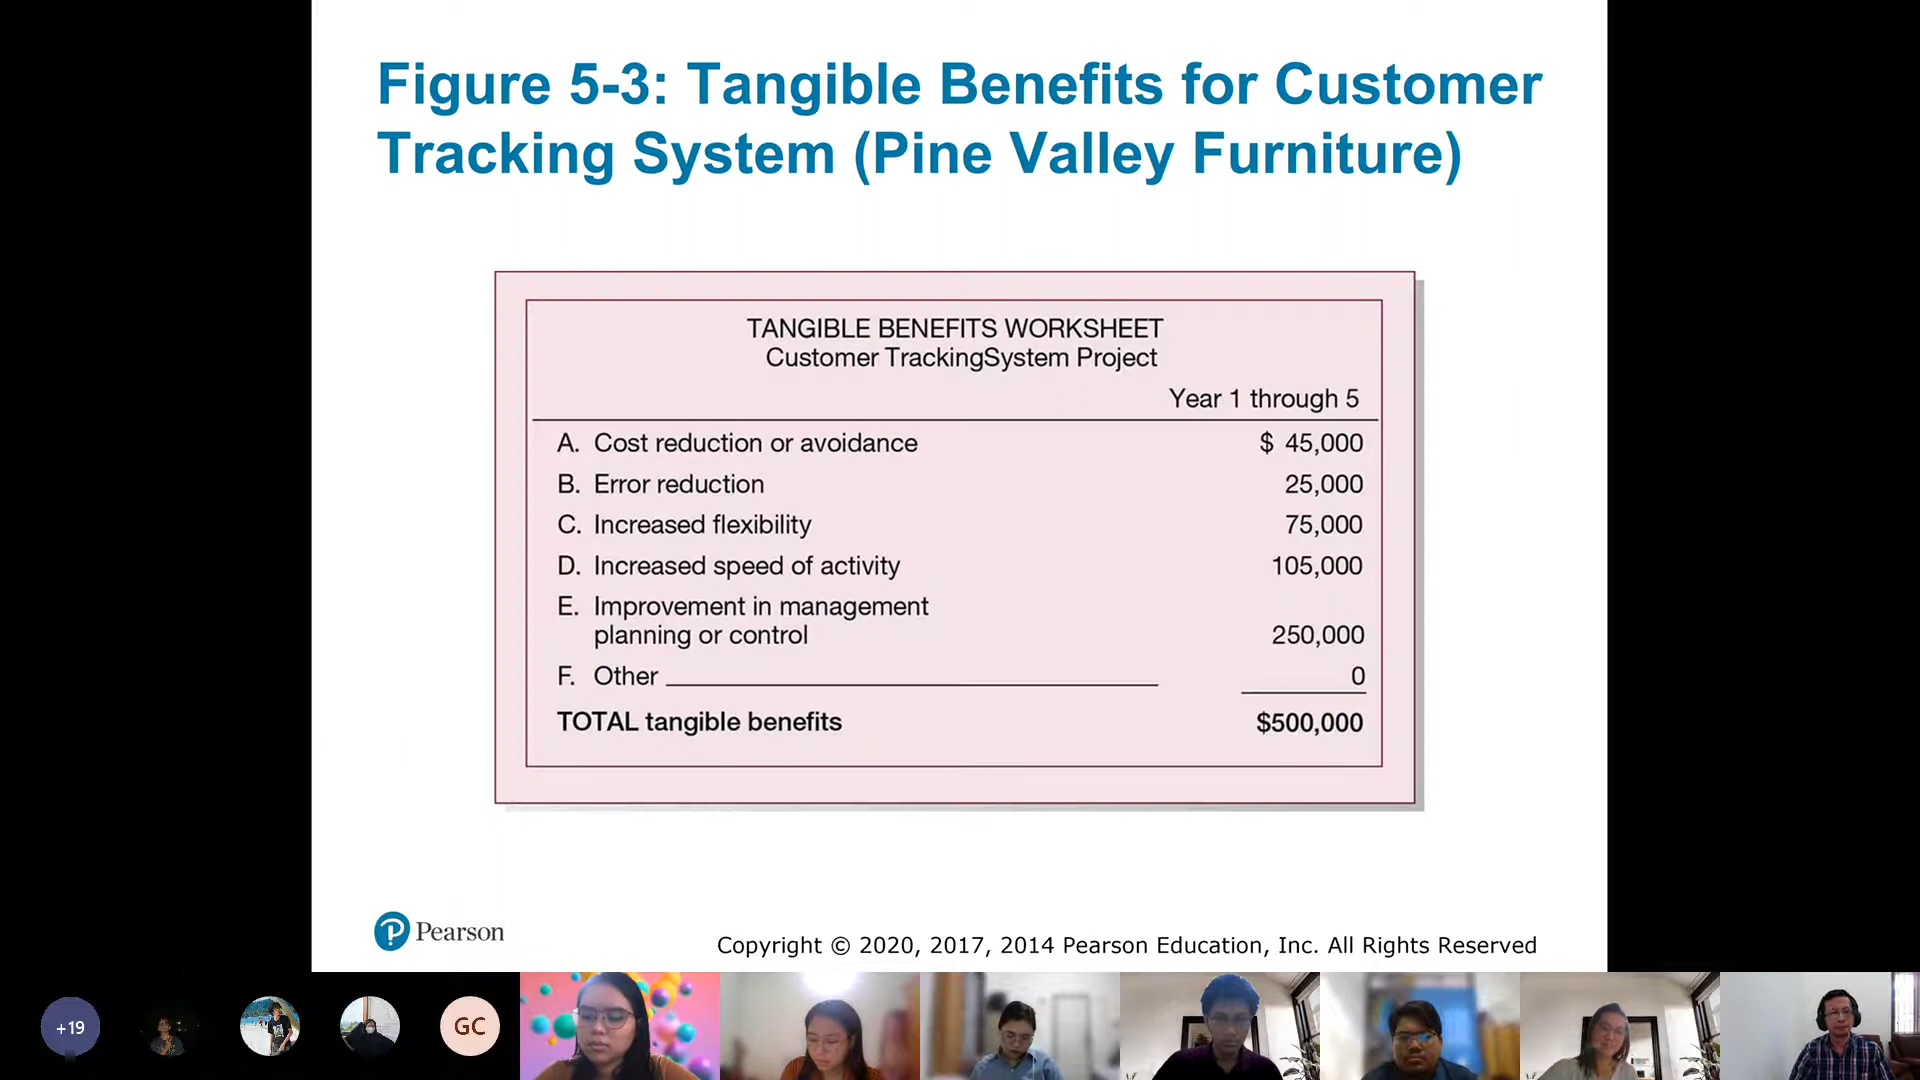 Figure 5-3: Tangible Benefits for Customer
Tracking System (Pine Valley Furniture)
TANGIBLE BENEFITS WORKSHEET
Customer TrackingSystem Project
Year 1 through 5
A. Cost reduction or avoidance $ 45,000
B. Error reduction 25,000
C. Increased flexibility 75,000
D. Increased speed of activity 105,000
E. Improvement in management
planning or control 250,000
F. Other 0
TOTAL tangible benefits $500,000
Pearson
Copyright © 2020, 2017, 2014 Pearson Education, Inc. All Rights Reserved
+19
GC